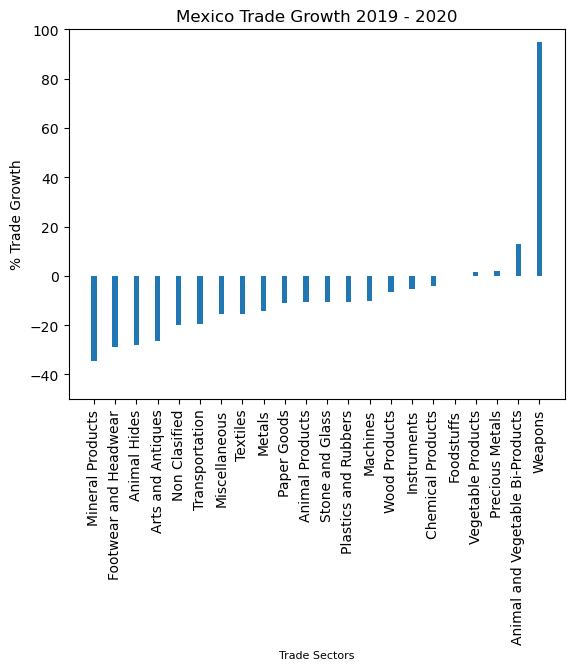 Mexico Trade Growth 2019 - 2020
% Trade Growth
100
80
60
40
20
0
−20
−40
Mineral Products
Footwear and Headwear
Animal Hides
Arts and Antiques
Non Clasified
Transportation
Miscellaneous
Textiles
Metals
Paper Goods
Animal Products
Stone and Glass
Plastics and Rubbers
Machines
Wood Products
Instruments
Chemical Products
Foodstuffs
Vegetable Products
Precious Metals
Animal and Vegetable Bi-Products
Weapons
Trade Sectors